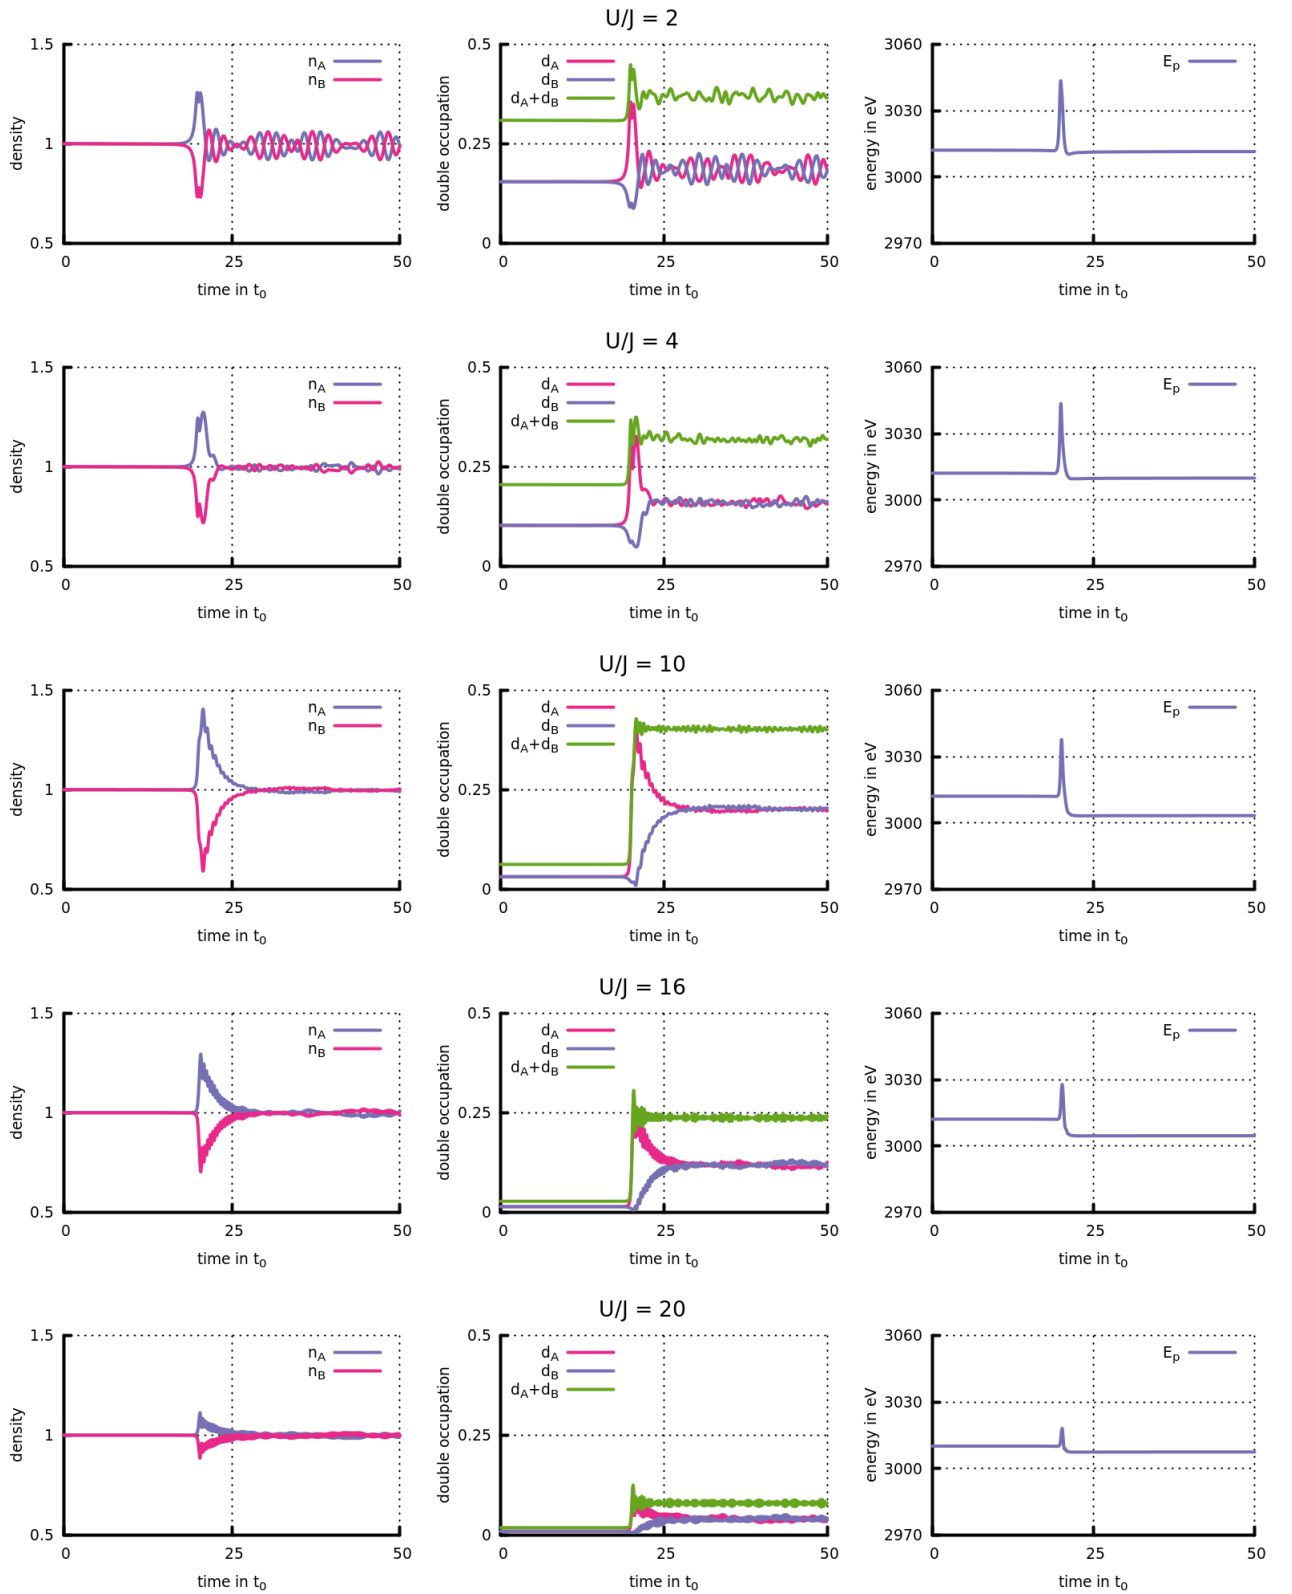 U/J = 2
1.5
1
0.5
density
n_A
n_B
0 25 50
time in t_0
0.5
0.25
0
double occupation
d_A
d_B
d_A+d_B
0 25 50
time in t_0
3060
3030
3000
2970
energy in eV
E_p
0 25 50
time in t_0
U/J = 4
1.5
1
0.5
density
n_A
n_B
0 25 50
time in t_0
0.5
0.25
0
double occupation
d_A
d_B
d_A+d_B
0 25 50
time in t_0
3060
3030
3000
2970
energy in eV
E_p
0 25 50
time in t_0
U/J = 10
1.5
1
0.5
density
n_A
n_B
0 25 50
time in t_0
0.5
0.25
0
double occupation
d_A
d_B
d_A+d_B
0 25 50
time in t_0
3060
3030
3000
2970
energy in eV
E_p
0 25 50
time in t_0
U/J = 16
1.5
1
0.5
density
n_A
n_B
0 25 50
time in t_0
0.5
0.25
0
double occupation
d_A
d_B
d_A+d_B
0 25 50
time in t_0
3060
3030
3000
2970
energy in eV
E_p
0 25 50
time in t_0
U/J = 20
1.5
1
0.5
density
n_A
n_B
0 25 50
time in t_0
0.5
0.25
0
double occupation
d_A
d_B
d_A+d_B
0 25 50
time in t_0
3060
3030
3000
2970
energy in eV
E_p
0 25 50
time in t_0